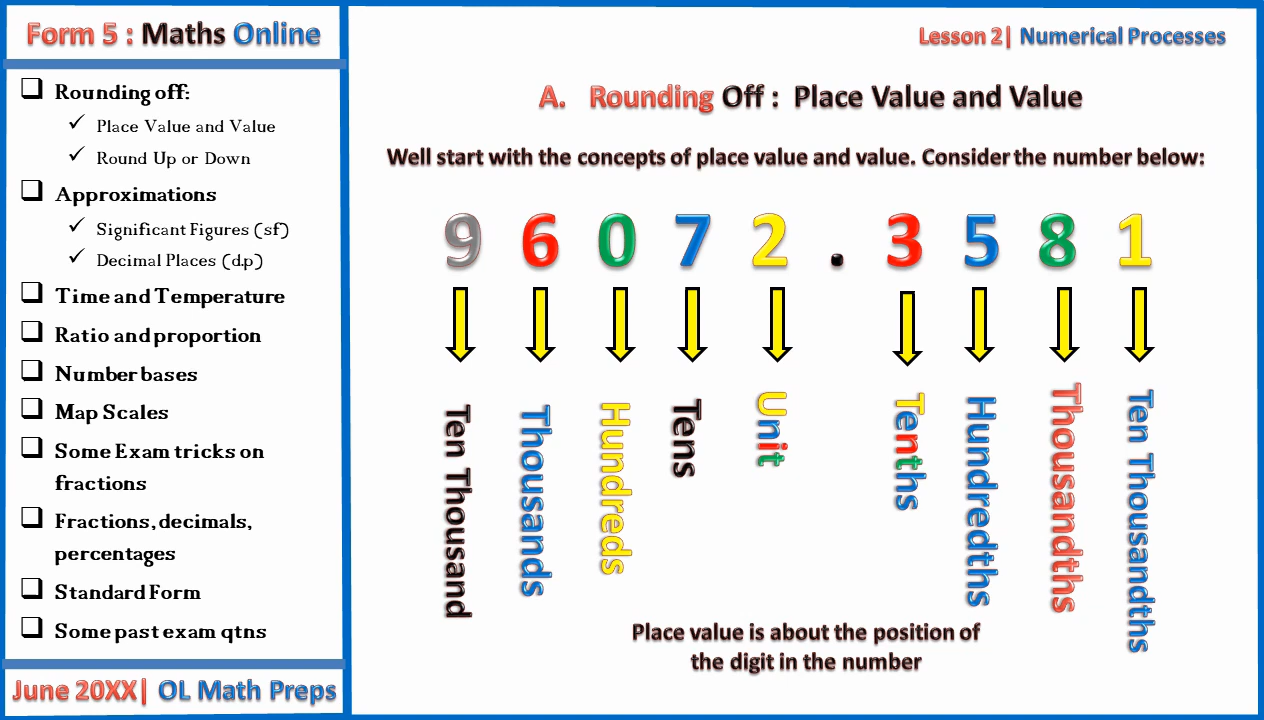 Form 5 : Maths Online
Rounding off:
Place Value and Value
Round Up or Down
Approximations
Significant Figures (sf)
Decimal Places (d.p)
Time and Temperature
Ratio and proportion
Number bases
Map Scales
Some Exam tricks on
fractions
Fractions, decimals,
percentages
Standard Form
Some past exam qtns
June 20XX| OL Math Preps
Lesson 2| Numerical Processes
A. Rounding Off : Place Value and Value
Well start with the concepts of place value and value. Consider the number below:
9 6 0 7 2 . 3 5 8 1
Ten Thousand
Thousands
Hundreds
Tens
Unit
Tenths
Hundredths
Thousandths
Ten Thousandths
Place value is about the position of
the digit in the number